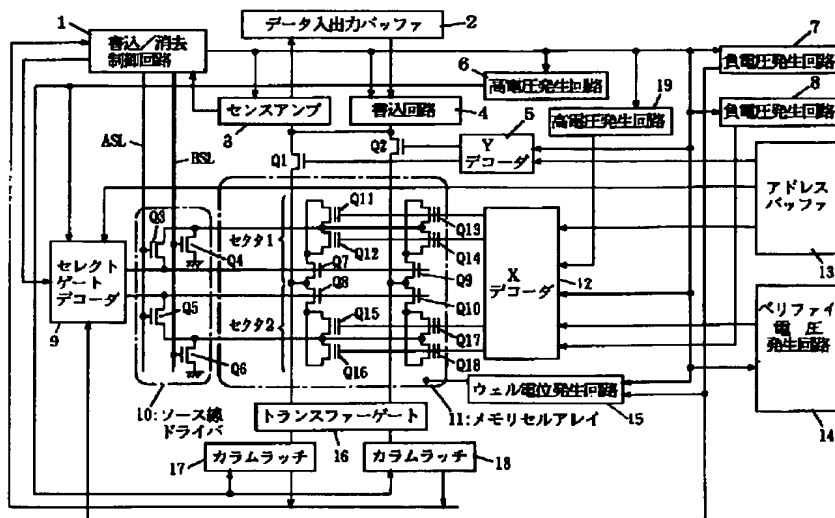 1
書込/消去
制御回路
データ入出力バッファ
2
6
高電圧発生回路
19
高電圧発生回路
7
負電圧発生回路
8
負電圧発生回路
センスアンプ
3
書込回路
4
5
Y
デコーダ
ASL
BSL
Q1
Q2
アドレス
バッファ
13
Q3
Q4
セクタ1
Q11
Q12
Q13
Q14
Q7
Q8
Q9
Q10
X
デコーダ
12
セレクト
ゲート
デコーダ
9
Q5
Q6
セクタ2
Q15
Q16
Q17
Q18
ベリファイ
電圧
発生回路
14
10:ソース線
ドライバ
トランスファーゲート
16
11:メモリセルアレイ
ウェル電位発生回路
15
17
カラムラッチ
カラムラッチ
18